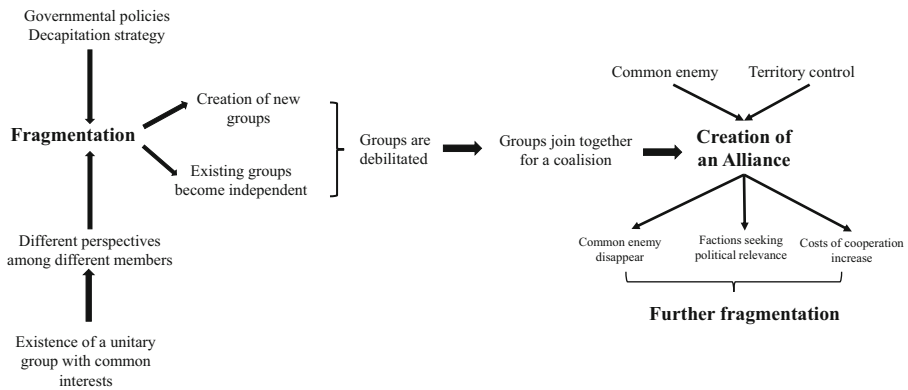 Governmental policies
Decapitation strategy
Fragmentation
Different perspectives
among different members
Existence of a unitary
group with common
interests
Creation of new
groups
Existing groups
become independent
Groups are
debilitated
Groups join together
for a coalition
Common enemy
Territory control
Creation of
an Alliance
Common enemy
disappear
Factions seeking
political relevance
Costs of cooperation
increase
Further fragmentation